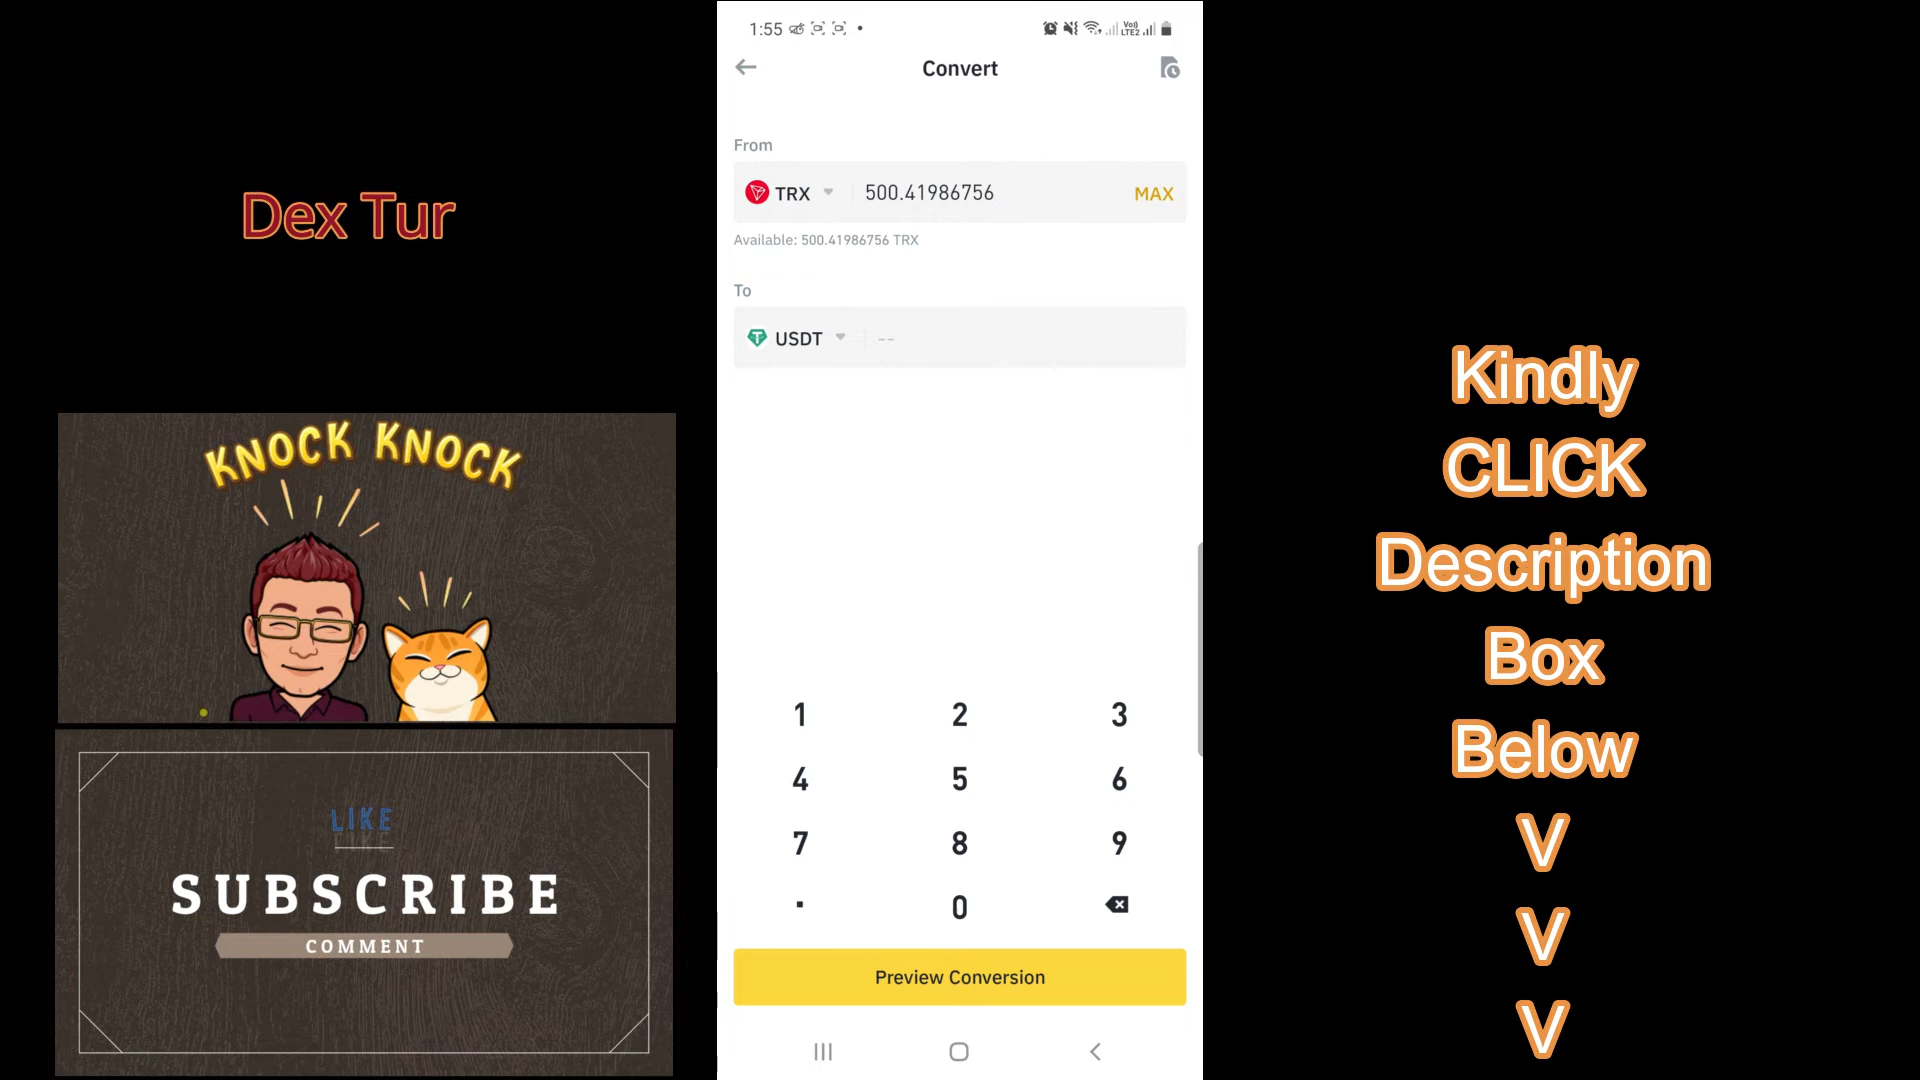 Dex Tur
KNOCK KNOCK
LIKE
SUBSCRIBE
COMMENT
1:55
Vo))
LTE2
Convert
From
TRX 500.41986756 MAX
Available: 500.41986756 TRX
To
USDT --
1 2 3
4 5 6
7 8 9
. 0
Preview Conversion
Kindly
CLICK
Description
Box
Below
V
V
V